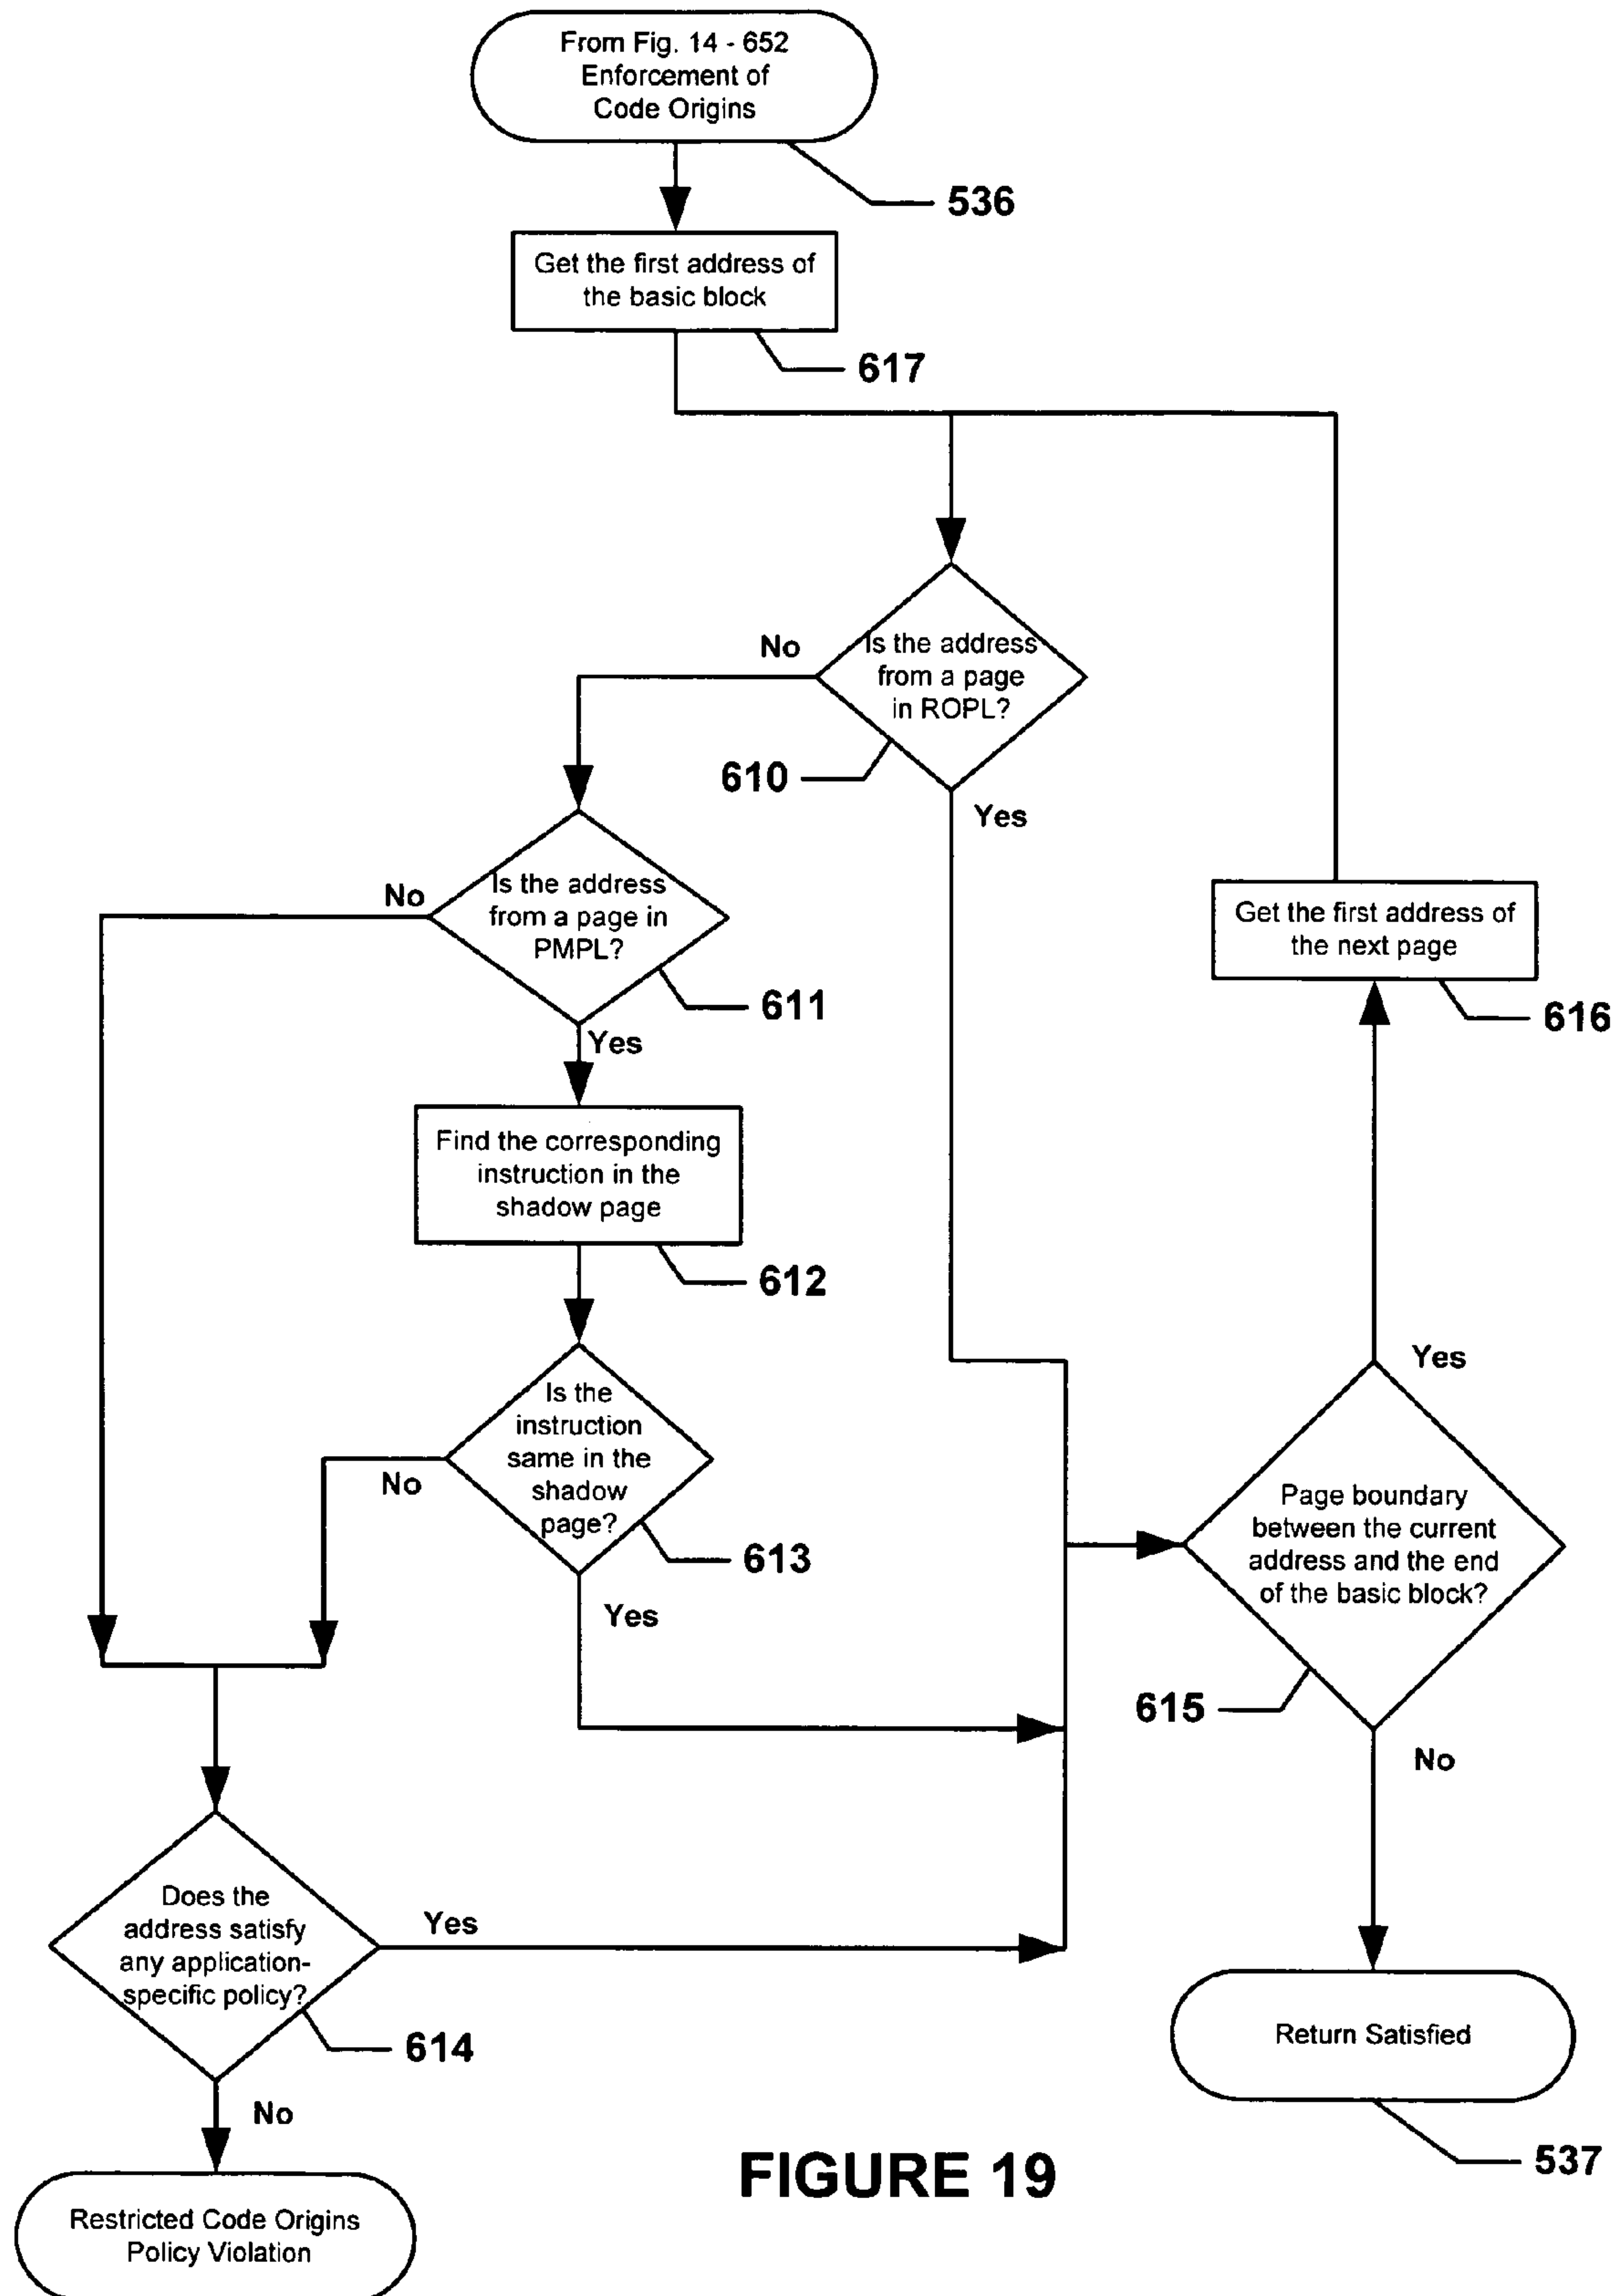 From Fig. 14 - 652
Enforcement of
Code Origins
536
Get the first address of
the basic block
617
Is the address
from a page
in ROPL?
No
610
Yes
Is the address
from a page in
PMPL?
No
611
Yes
Get the first address of
the next page
616
Find the corresponding
instruction in the
shadow page
612
Is the
instruction
same in the
shadow
page?
No
613
Yes
Yes
Page boundary
between the current
address and the end
of the basic block?
615
No
Does the
address satisfy
any application-
specific policy?
Yes
614
No
Return Satisfied
537
Restricted Code Origins
Policy Violation
FIGURE 19